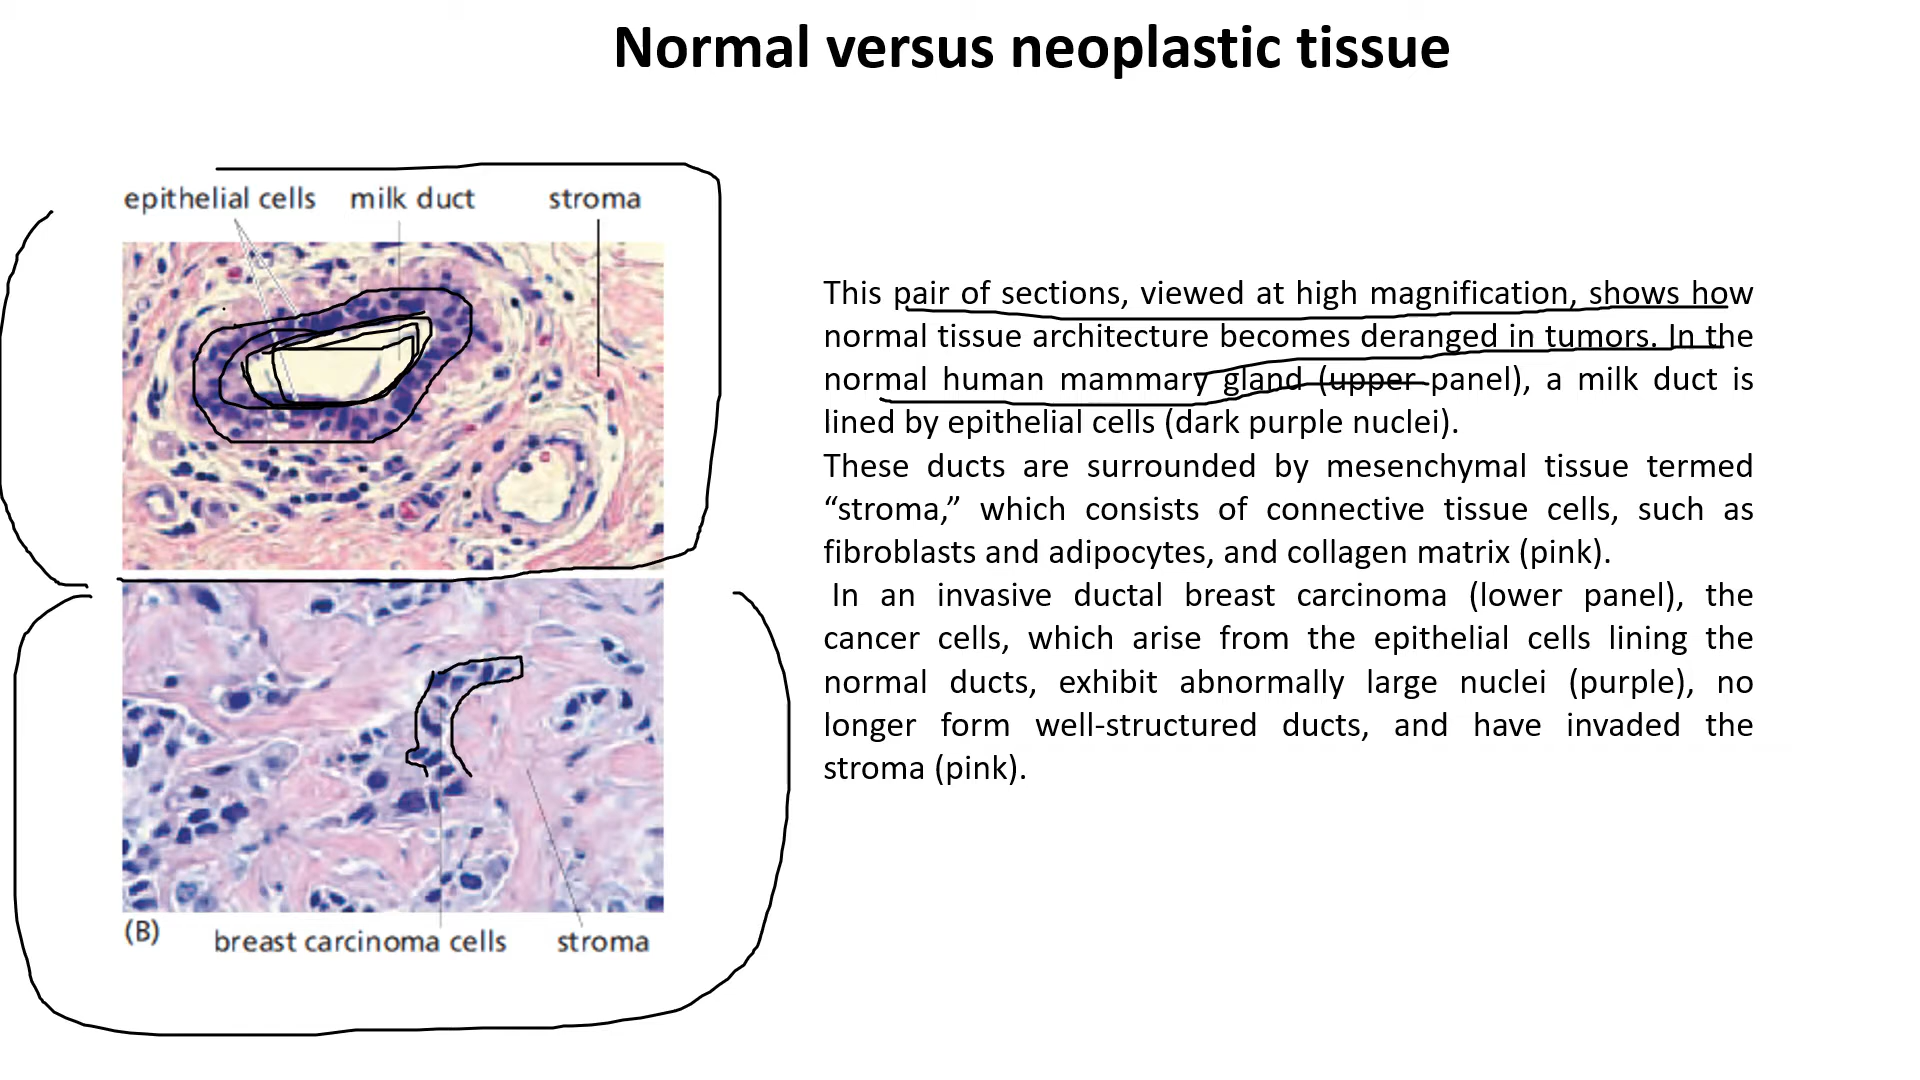 Normal versus neoplastic tissue
epithelial cells milk duct stroma
(B)
breast carcinoma cells stroma
This pair of sections, viewed at high magnification, shows how
normal tissue architecture becomes deranged in tumors. In the
normal human mammary gland (upper panel), a milk duct is
lined by epithelial cells (dark purple nuclei).
These ducts are surrounded by mesenchymal tissue termed
“stroma,” which consists of connective tissue cells, such as
fibroblasts and adipocytes, and collagen matrix (pink).
In an invasive ductal breast carcinoma (lower panel), the
cancer cells, which arise from the epithelial cells lining the
normal ducts, exhibit abnormally large nuclei (purple), no
longer form well-structured ducts, and have invaded the
stroma (pink).